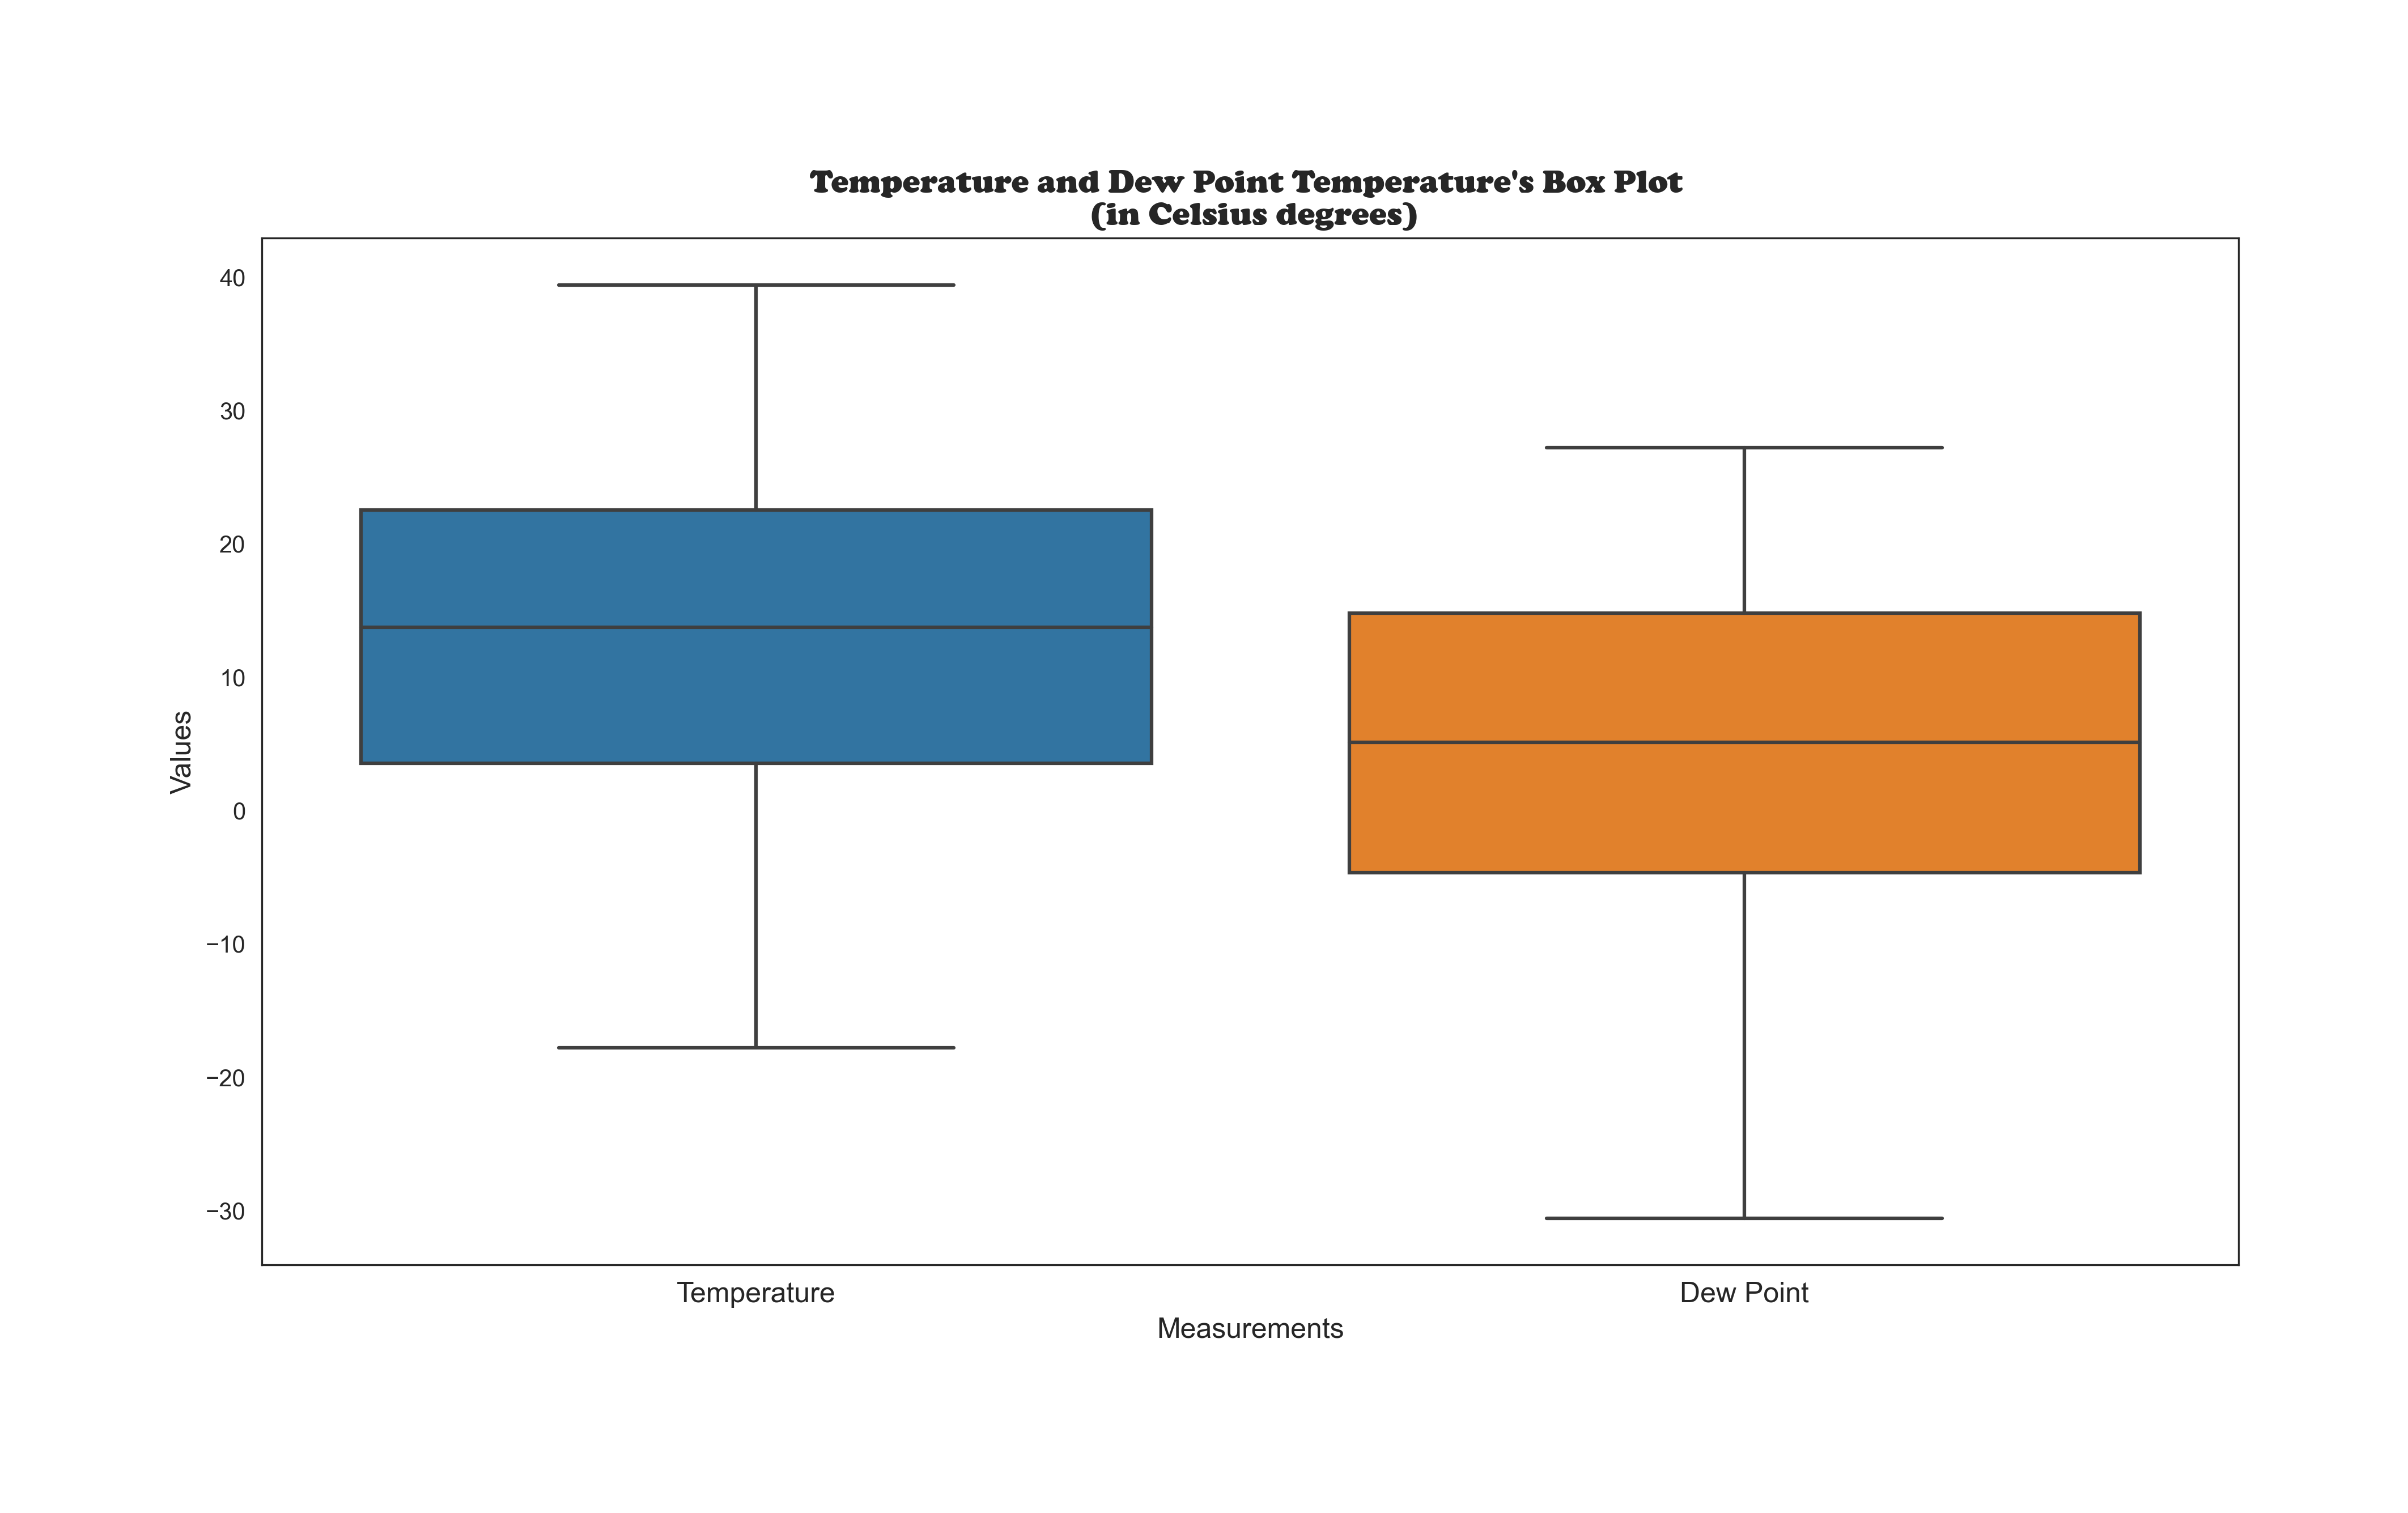 Temperature and Dew Point Temperature's Box Plot
(in Celsius degrees)
40
30
20
10
0
−10
−20
−30
Values
Temperature
Dew Point
Measurements